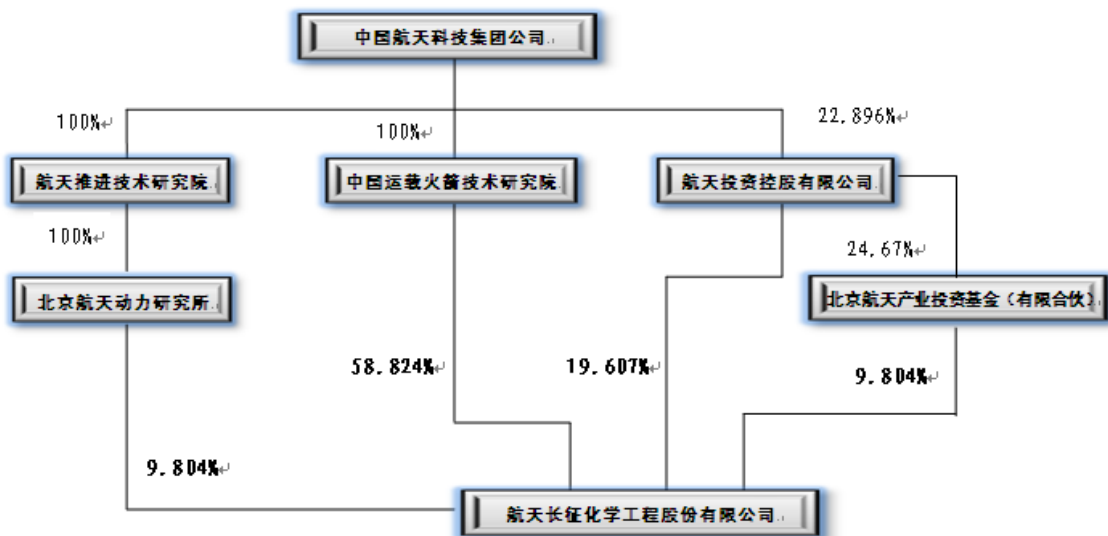 中国航天科技集团公司
100%
100%
22.896%
航天推进技术研究院
中国运载火箭技术研究院
航天投资控股有限公司
100%
24.67%
北京航天动力研究所
北京航天产业投资基金（有限合伙）
58.824%
19.607%
9.804%
9.804%
航天长征化学工程股份有限公司